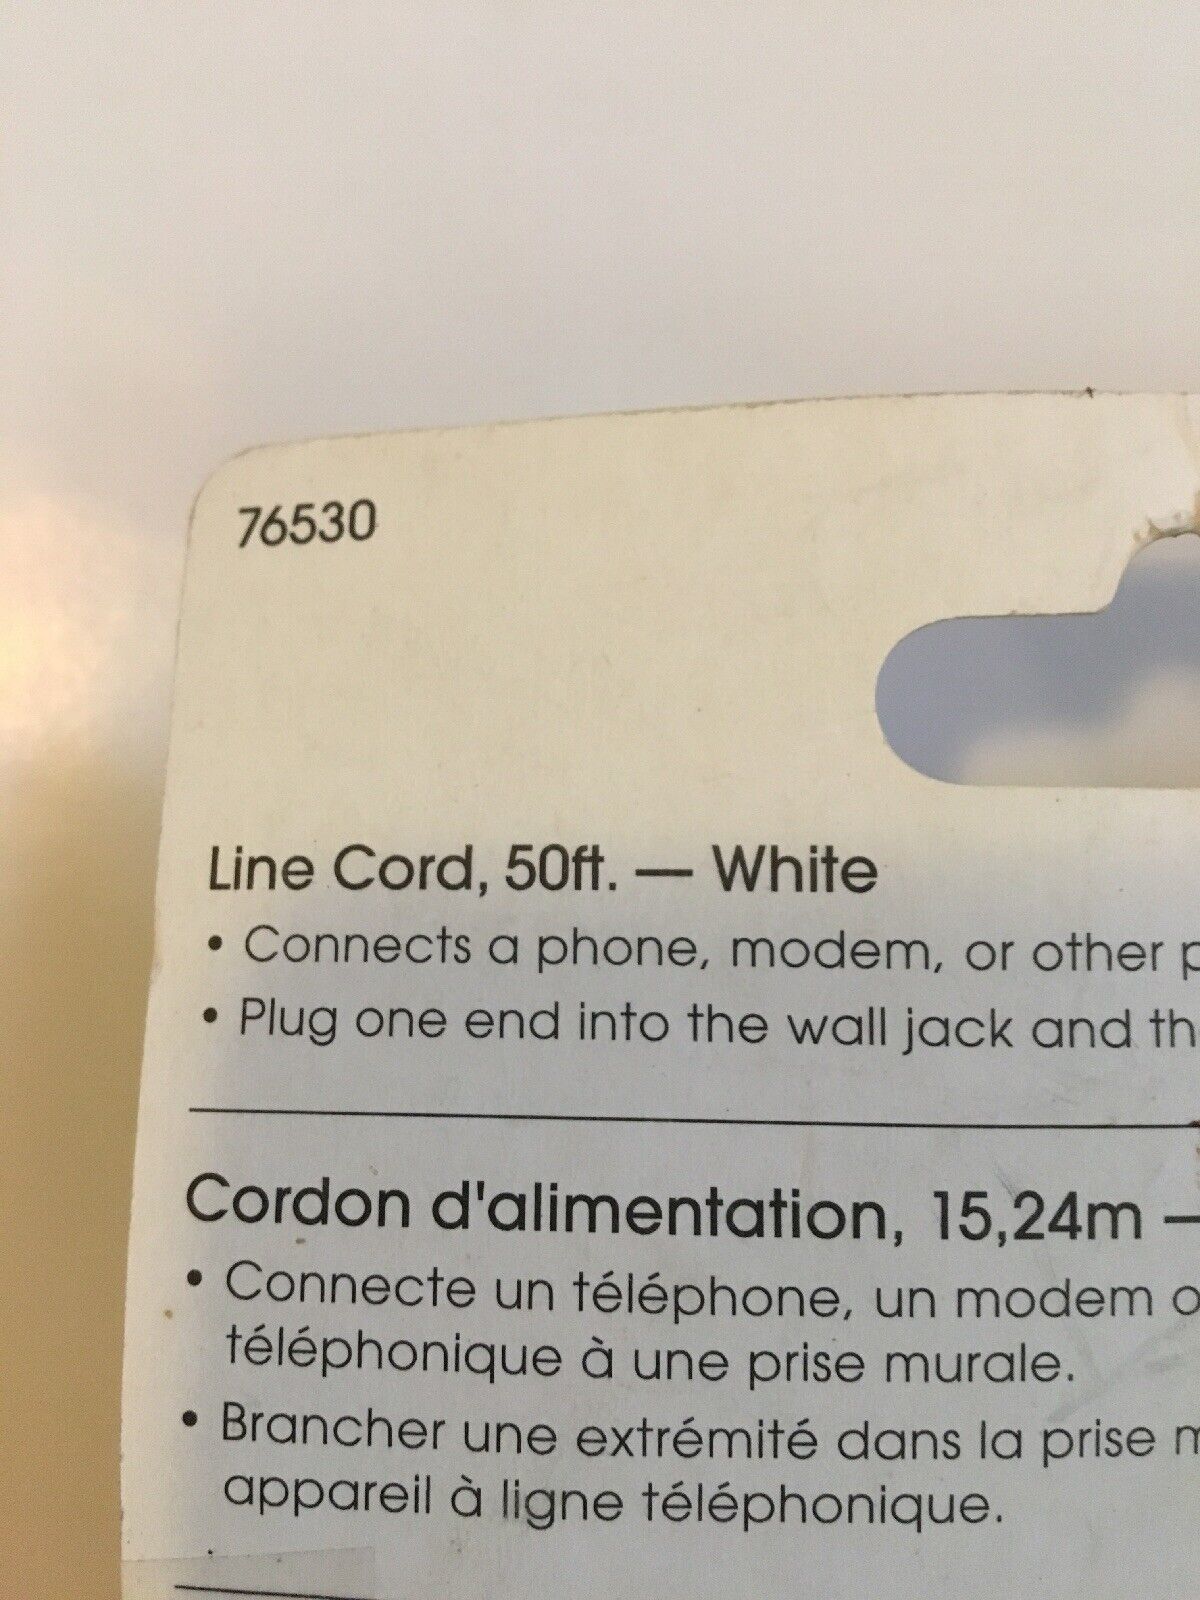 76530
Line Cord, 50ft. — White
• Connects a phone, modem, or other
• Plug one end into the wall jack and
Cordon d'alimentation, 15,24m —
• Connecte un téléphone, un modem
téléphonique à une prise murale.
• Brancher une extrémité dans la prise
appareil à ligne téléphonique.